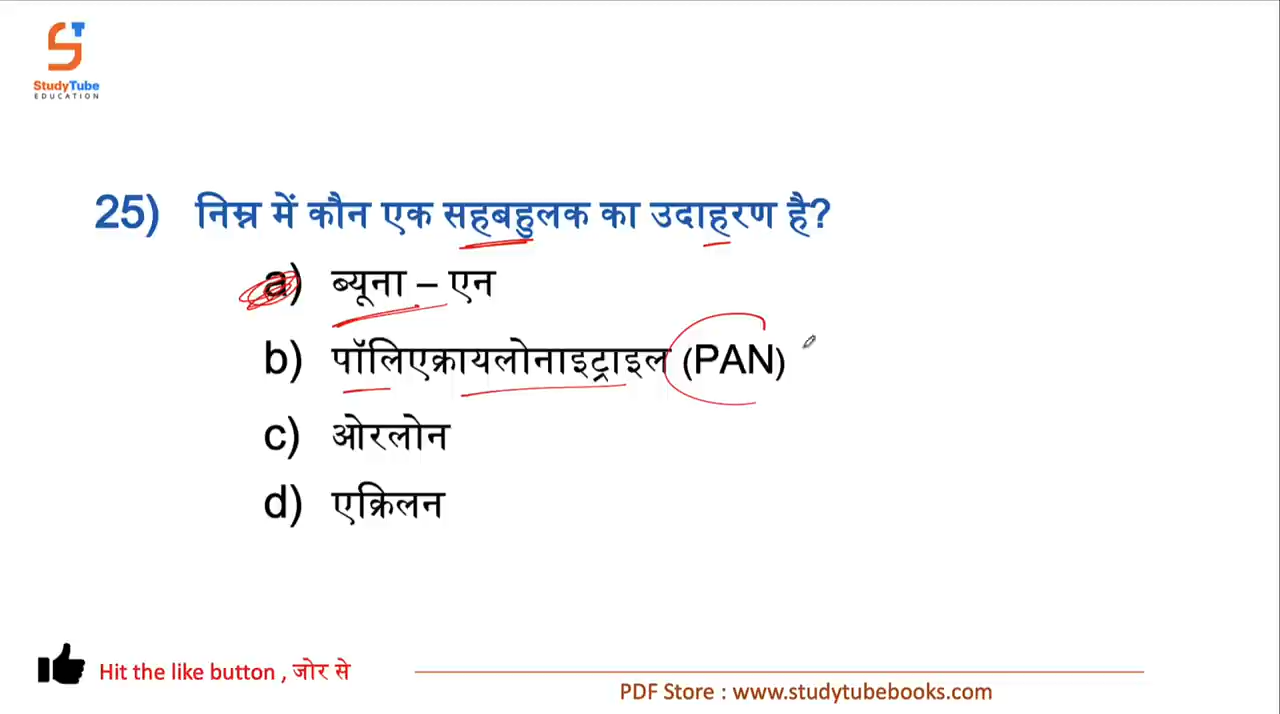 StudyTube
EDUCATION
25) निम्न में कौन एक सहबहुलक का उदाहरण है?
a) ब्यूना – एन
b) पॉलिएक्रायलोनाइट्राइल (PAN)
c) ओरलोन
d) एक्रिलन
Hit the like button , जोर से
PDF Store : www.studytubebooks.com